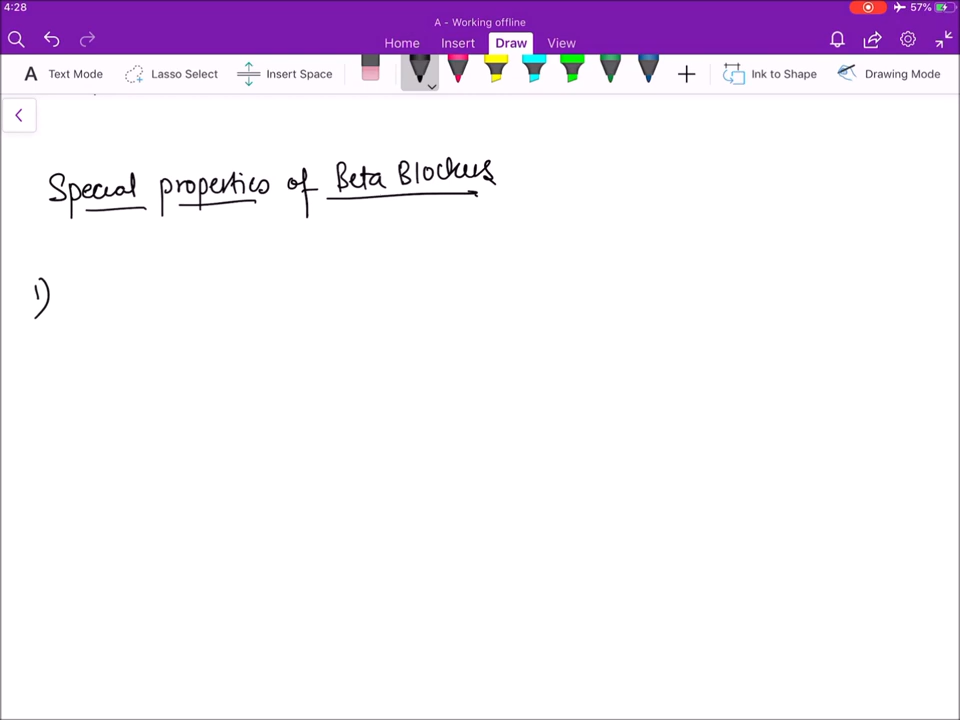 4:28
57%
A - Working offline
Home Insert Draw View
A Text Mode Lasso Select Insert Space Ink to Shape Drawing Mode
Special properties of Beta Blockers
1)